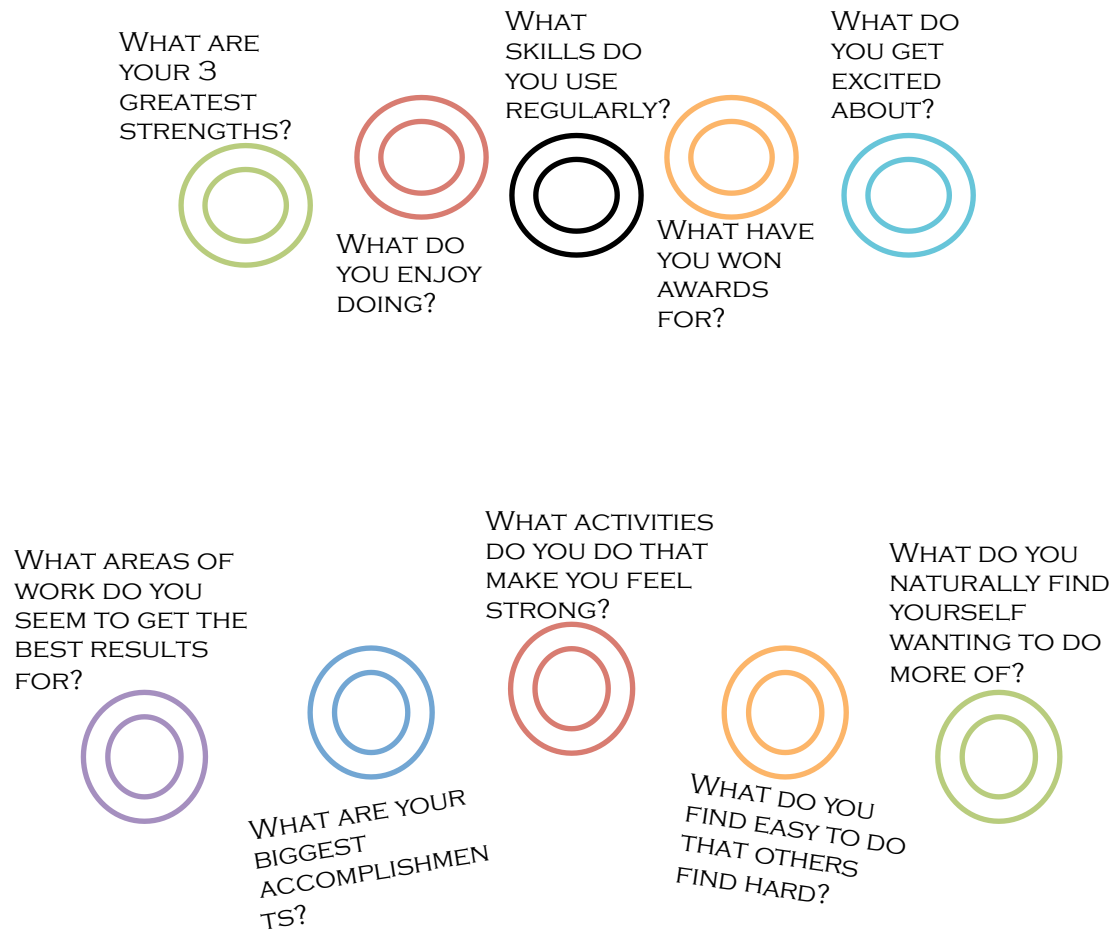 What are
your 3
greatest
strengths?
What do
you enjoy
doing?
What
skills do
you use
regularly?
What have
you won
awards
for?
What do
you get
excited
about?
What areas of
work do you
seem to get the
best results
for?
What are your
biggest
accomplishmen
ts?
What activities
do you do that
make you feel
strong?
What do you
find easy to do
that others
find hard?
What do you
naturally find
yourself
wanting to do
more of?